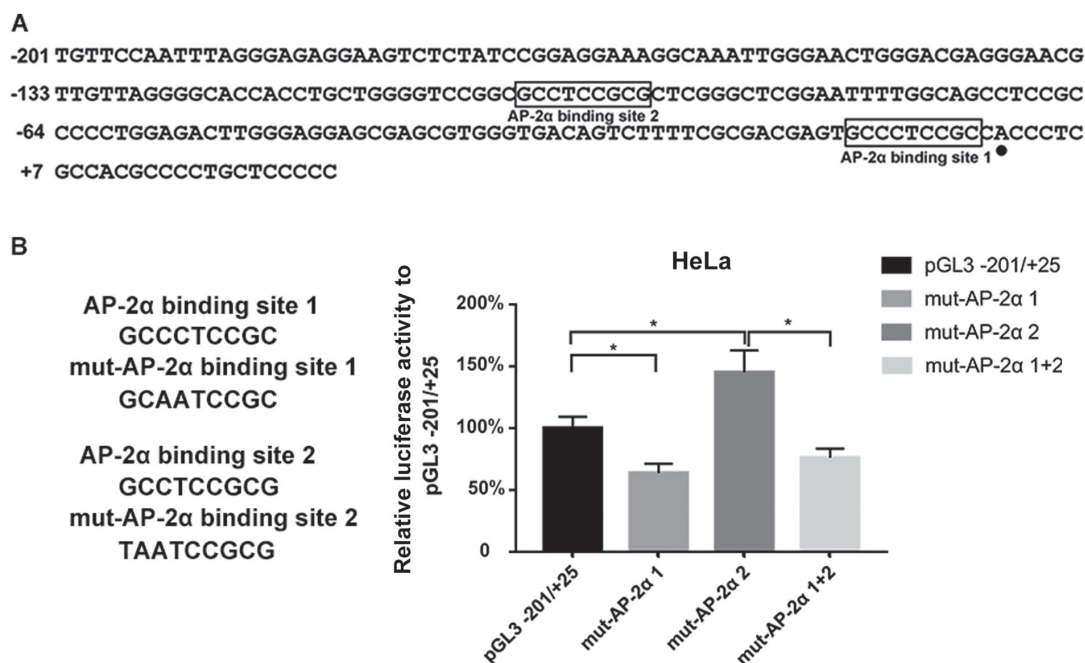 A
-201 TGTTCCAATTTAGGGAGAGGAAGTCTCTATCCGGAGGAAAGGCAAATTGGGAACTGGGACGAGGGAACG
-133 TTGTTAGGGGCACCACCTGCTGGGGTCCGGCGCCTCCGCGCTCGGGCTCGGAATTTTGGCAGCCTCCGC
AP-2α binding site 2
-64 CCCCTGGAGACTTGGGAGGAGCGAGCGTGGGTGACAGTCTTTTCGCGACGAGTGCCCTCCGCCACCCTC
AP-2α binding site 1
+7 GCCACGCCCCTGCTCCCCC
B
AP-2α binding site 1
GCCCTCCGC
mut-AP-2α binding site 1
GCAATCCGC
AP-2α binding site 2
GCCTCCGCG
mut-AP-2α binding site 2
TAATCCGCG
HeLa
Relative luciferase activity to
pGL3 -201/+25
200%
150%
100%
50%
0
*
*
*
pGL3 -201/+25
mut-AP-2α 1
mut-AP-2α 2
mut-AP-2α 1+2
pGL3 -201/+25
mut-AP-2α 1
mut-AP-2α 2
mut-AP-2α 1+2